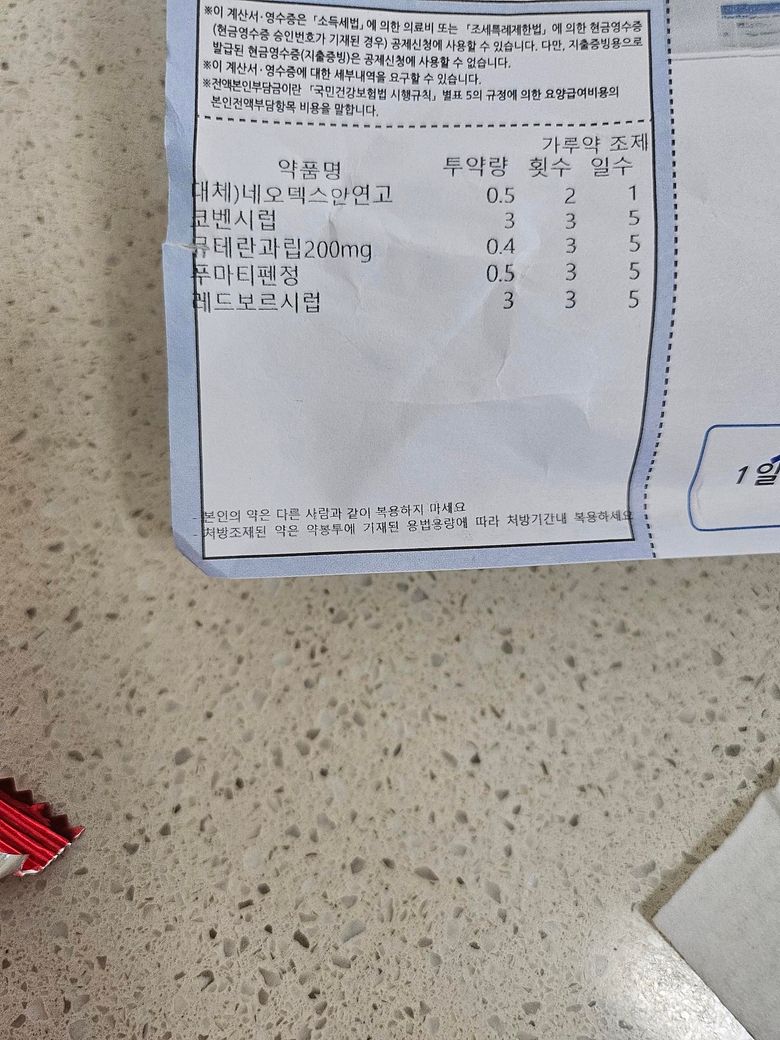 ※이 계산서·영수증은 「소득세법」에 의한 의료비 또는 「조세특례제한법」에 의한 현금영수증
(현금영수증 승인번호가 기재된 경우) 공제신청에 사용할 수 있습니다. 다만, 지출증빙용으로
발급된 현금영수증(지출증빙)은 공제신청에 사용할 수 없습니다.
※이 계산서·영수증에 대한 세부내역을 요구할 수 있습니다.
※전액본인부담금이란 「국민건강보험법 시행규칙」 별표 5의 규정에 의한 요양급여비용의
본인전액부담항목 비용을 말합니다.
가루약 조제
약품명 투약량 횟수 일수
대체)네오덱스안연고 0.5 2 1
코벤시럽 3 3 5
뮤테란과립200mg 0.4 3 5
푸마티펜정 0.5 3 5
레드보르시럽 3 3 5
- 본인의 약은 다른 사람과 같이 복용하지 마세요
- 처방조제된 약은 약봉투에 기재된 용법용량에 따라 처방기간내 복용하세요
1일